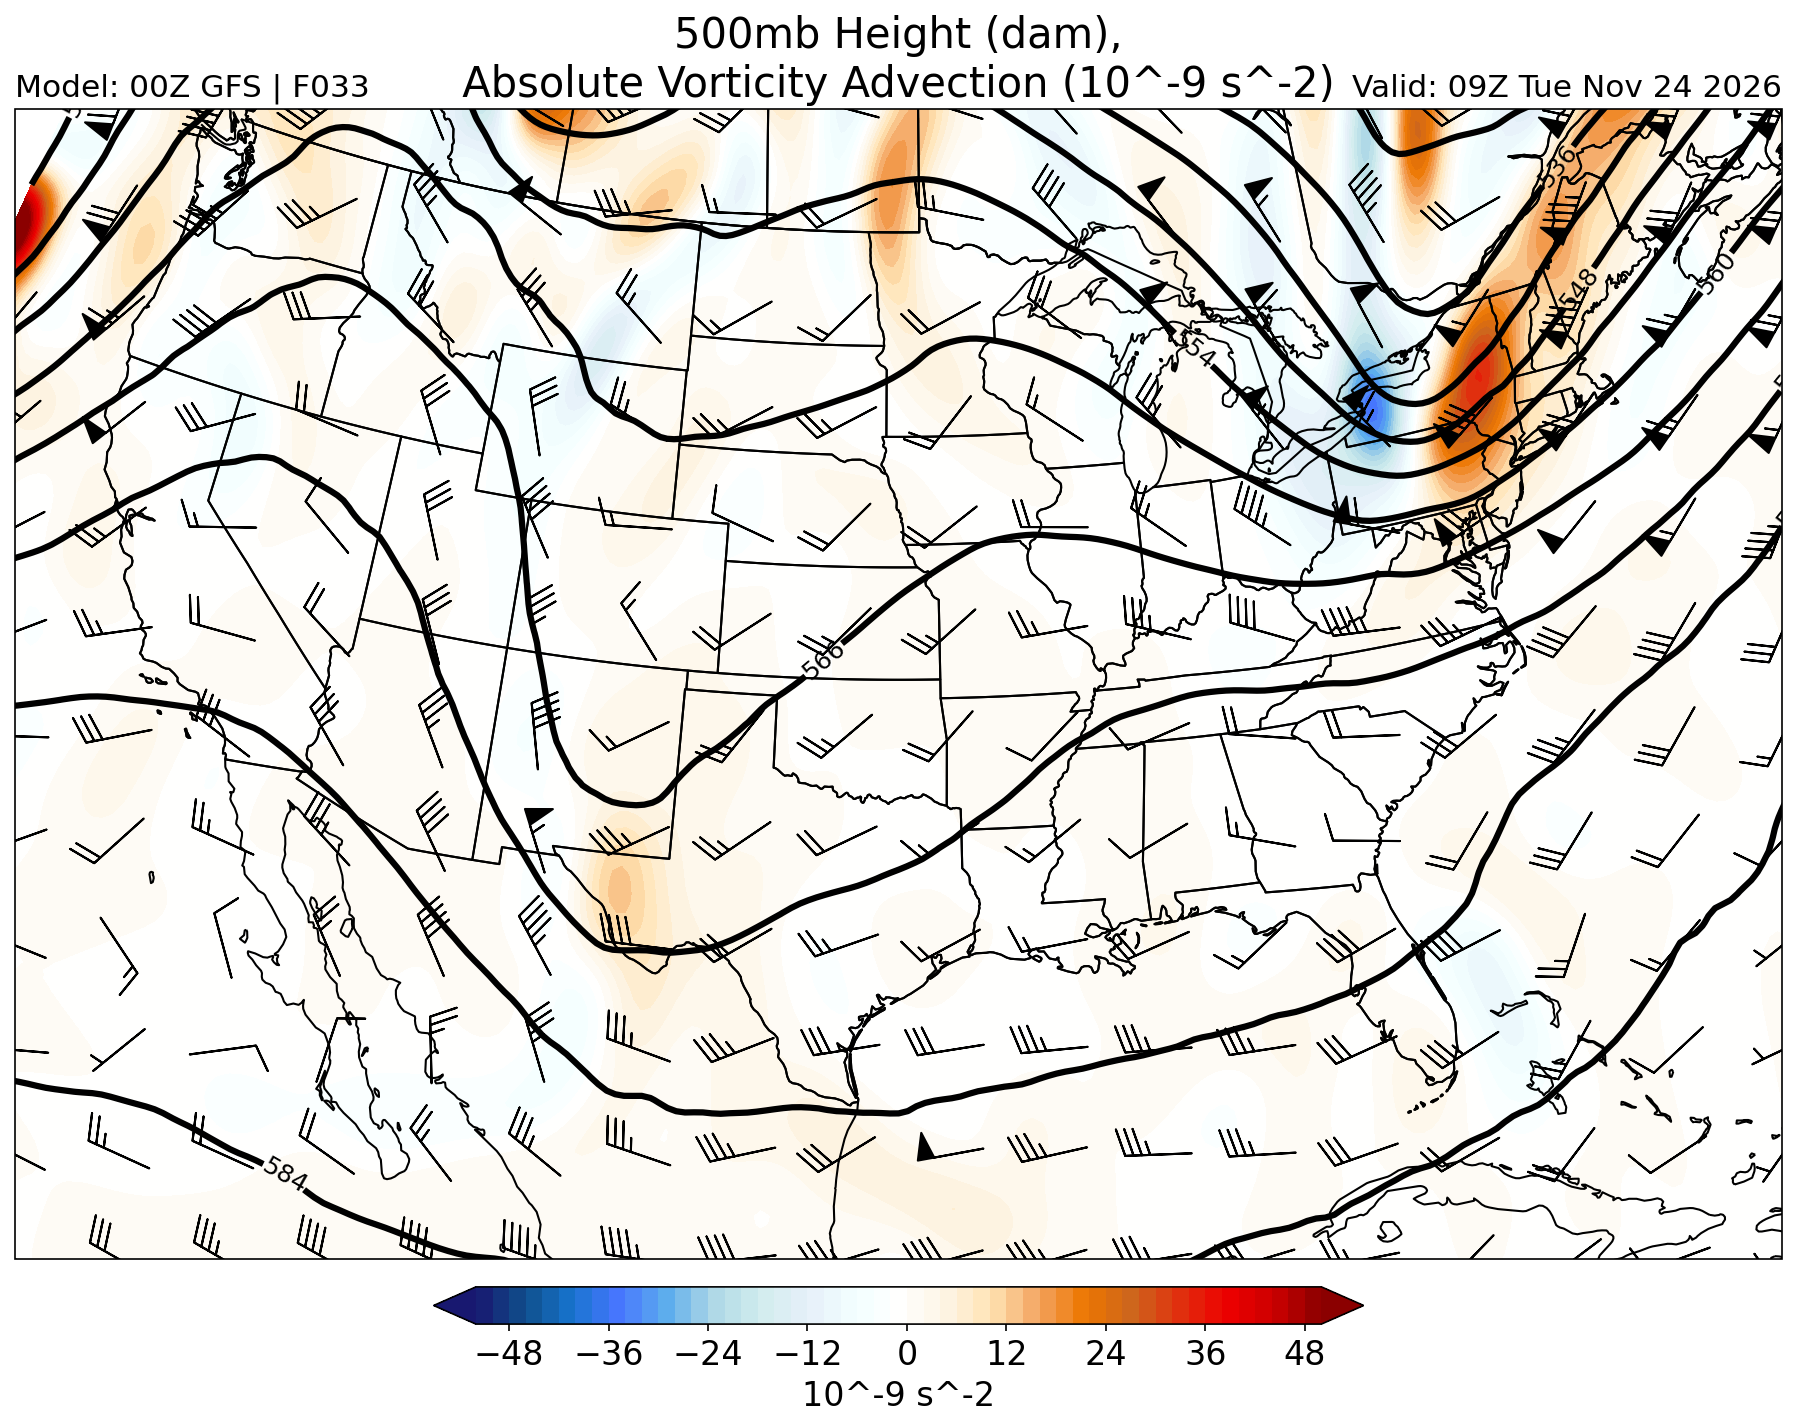 500mb Height (dam),
Model: 00Z GFS | F033
Absolute Vorticity Advection (10^-9 s^-2)
Valid: 09Z Tue Nov 24 2026
536
548
560
554
566
584
−48 −36 −24 −12 0 12 24 36 48
10^-9 s^-2